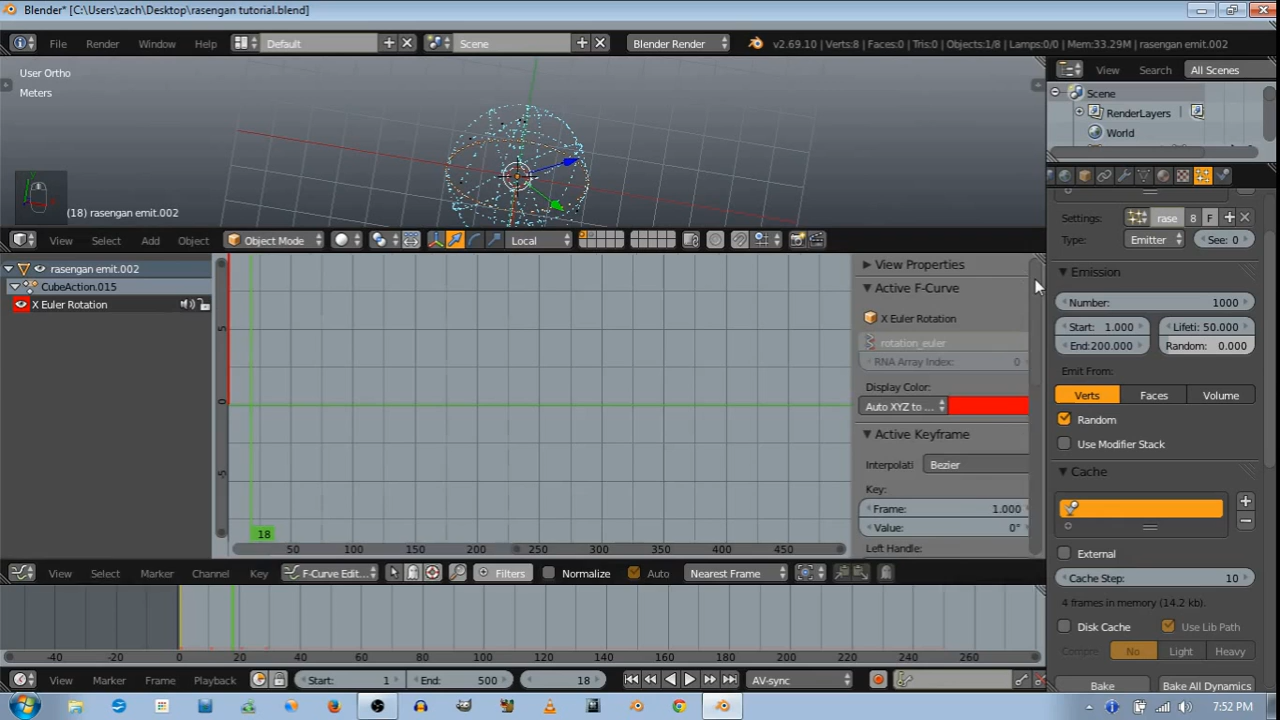 Blender* [C:\Users\zach\Desktop\rasengan tutorial.blend]
File Render Window Help Default Scene Blender Render v2.69.10 | Verts:8 | Faces:0 | Tris:0 | Objects:1/8 | Lamps:0/0 | Mem:33.29M | rasengan emit.002
User Ortho
Meters
(18) rasengan emit.002
View Select Add Object Object Mode Local
View Search All Scenes
Scene
RenderLayers
World
Settings: rase 8 F
Type: Emitter See: 0
Emission
Number: 1000
Start: 1.000 Lifeti: 50.000
End:200.000 Random: 0.000
Emit From:
Verts Faces Volume
Random
Use Modifier Stack
Cache
External
Cache Step: 10
4 frames in memory (14.2 kb).
Disk Cache Use Lib Path
Compre No Light Heavy
Bake Bake All Dynamics
rasengan emit.002
CubeAction.015
X Euler Rotation
5
0
-5
18
50 100 150 200 250 300 350 400 450
View Properties
Active F-Curve
X Euler Rotation
rotation_euler
RNA Array Index: 0
Display Color:
Auto XYZ to ...
Active Keyframe
Interpolati Bezier
Key:
Frame: 1.000
Value: 0°
Left Handle:
View Select Marker Channel Key F-Curve Edit... Filters Normalize Auto Nearest Frame
-40 -20 0 20 40 60 80 100 120 140 160 180 200 220 240 260
View Marker Frame Playback Start: 1 End: 500 18 AV-sync
7:52 PM